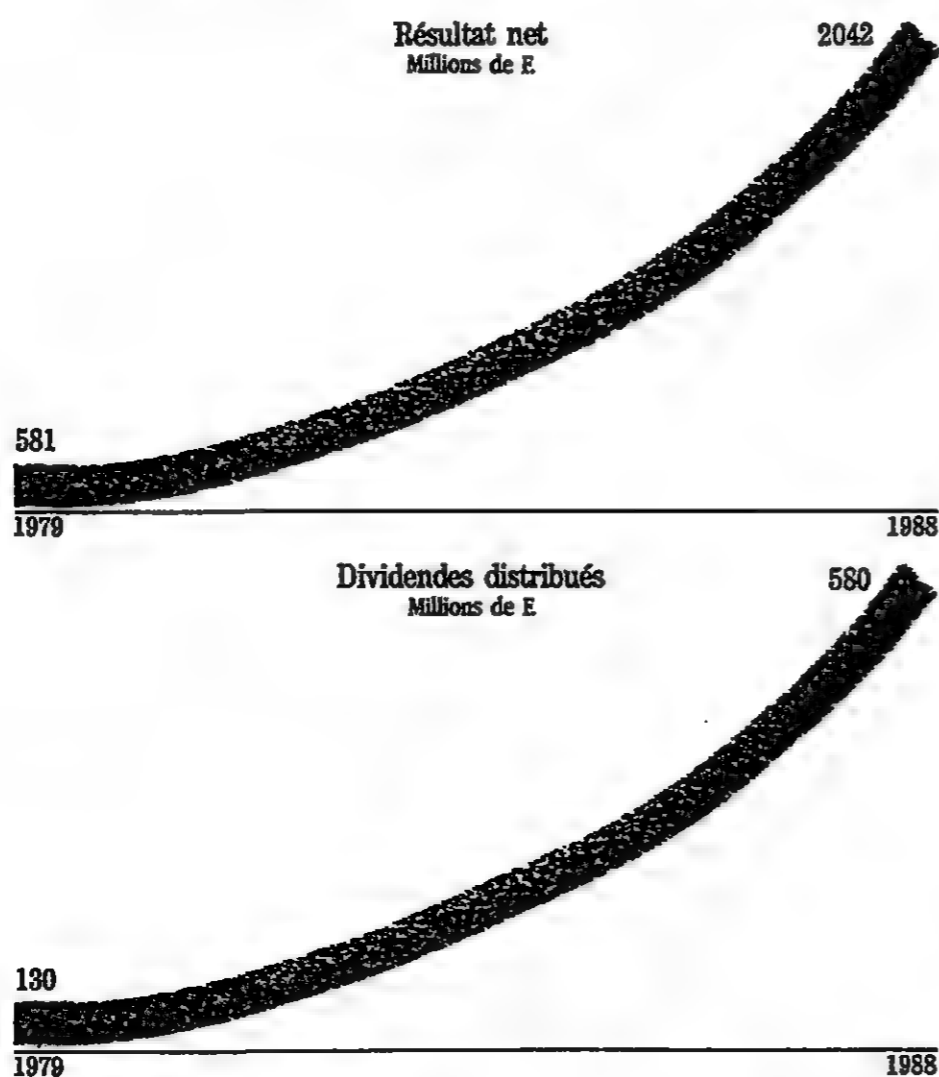 Résultat net
Millions de F.
2042
581
1979 1988
Dividendes distribués
Millions de F.
580
130
1979 1988